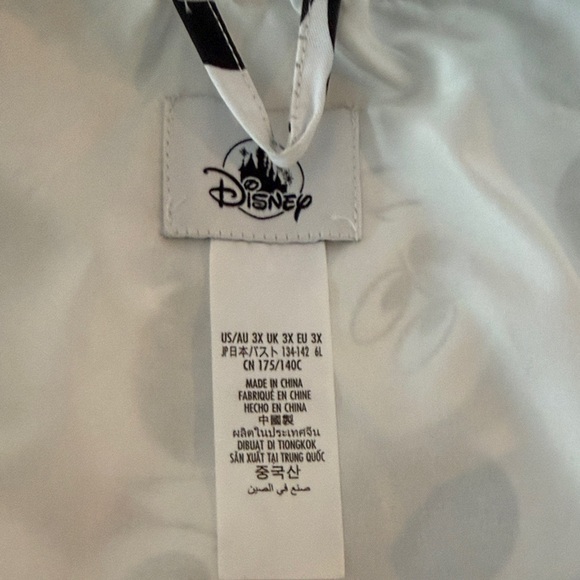 Disney
US/AU 3X UK 3X EU 3X
JP日本バスト 134-142 6L
CN 175/140C
MADE IN CHINA
FABRIQUÉ EN CHINE
HECHO EN CHINA
中國製
ผลิตในประเทศจีน
DIBUAT DI TIONGKOK
SẢN XUẤT TẠI TRUNG QUỐC
중국산
صنع في الصين